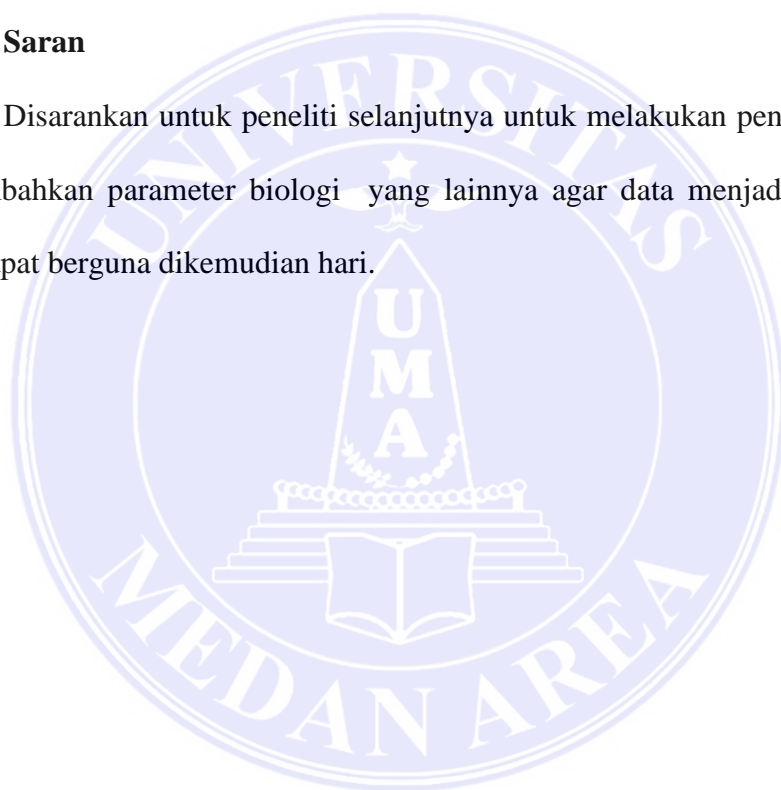 Saran
Disarankan untuk peneliti selanjutnya untuk melakukan pen
bahkan parameter biologi yang lainnya agar data menjad
pat berguna dikemudian hari.
UNIVERSITAS
UMA
MEDAN AREA